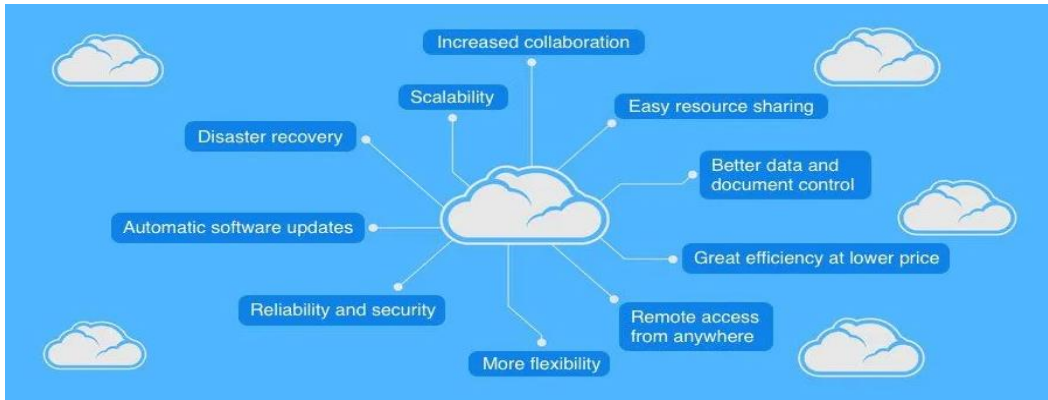 Increased collaboration
Scalability
Easy resource sharing
Disaster recovery
Better data and
document control
Automatic software updates
Great efficiency at lower price
Reliability and security
Remote access
from anywhere
More flexibility